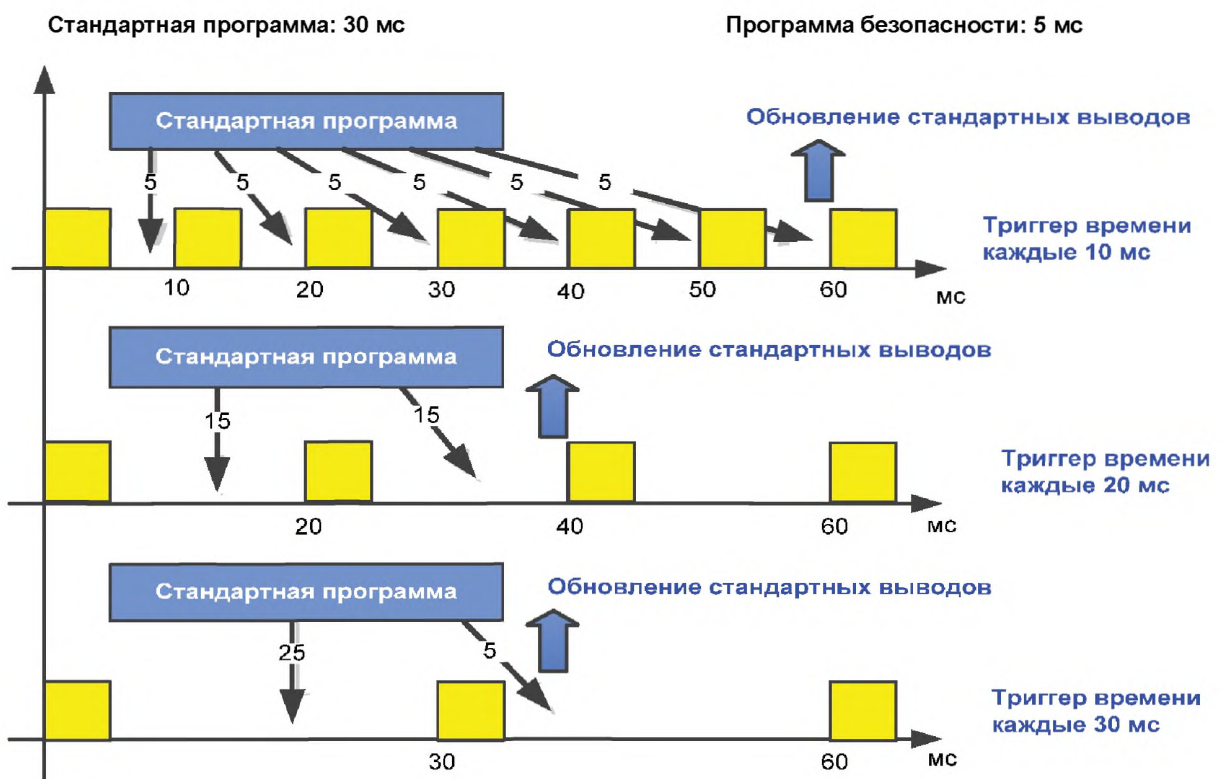 Стандартная программа: 30 мс
Программа безопасности: 5 мс
Стандартная программа
Обновление стандартных выводов
5 5 5 5 5 5
Триггер времени
каждые 10 мс
10 20 30 40 50 60 мс
Стандартная программа
Обновление стандартных выводов
15 15
Триггер времени
каждые 20 мс
20 40 60 мс
Стандартная программа
Обновление стандартных выводов
25 5
Триггер времени
каждые 30 мс
30 60 мс